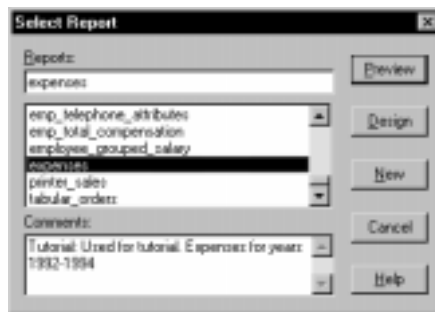 Select Report
Reports:
expenses
Preview
emp_telephone_attributes
emp_total_compensation
employee_grouped_salary
expenses
printer_sales
tabular_orders
Design
New
Comments:
Tutorial: Used for tutorial. Expenses for years
1992-1994
Cancel
Help